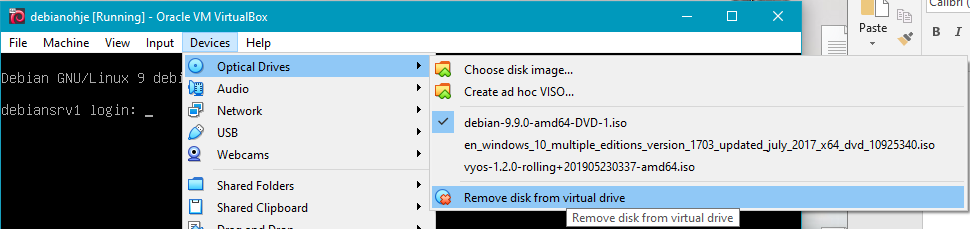 debianohje [Running] - Oracle VM VirtualBox
Calibri (
File Machine View Input Devices Help
Paste
B I
Optical Drives
Choose disk image...
Debian GNU/Linux 9 debi
Audio
Create ad hoc VISO...
debiansrv1 login: _
Network
debian-9.9.0-amd64-DVD-1.iso
USB
en_windows_10_multiple_editions_version_1703_updated_july_2017_x64_dvd_10925340.iso
Webcams
vyos-1.2.0-rolling+201905230337-amd64.iso
Shared Folders
Remove disk from virtual drive
Shared Clipboard
Remove disk from virtual drive
Drag and Drop